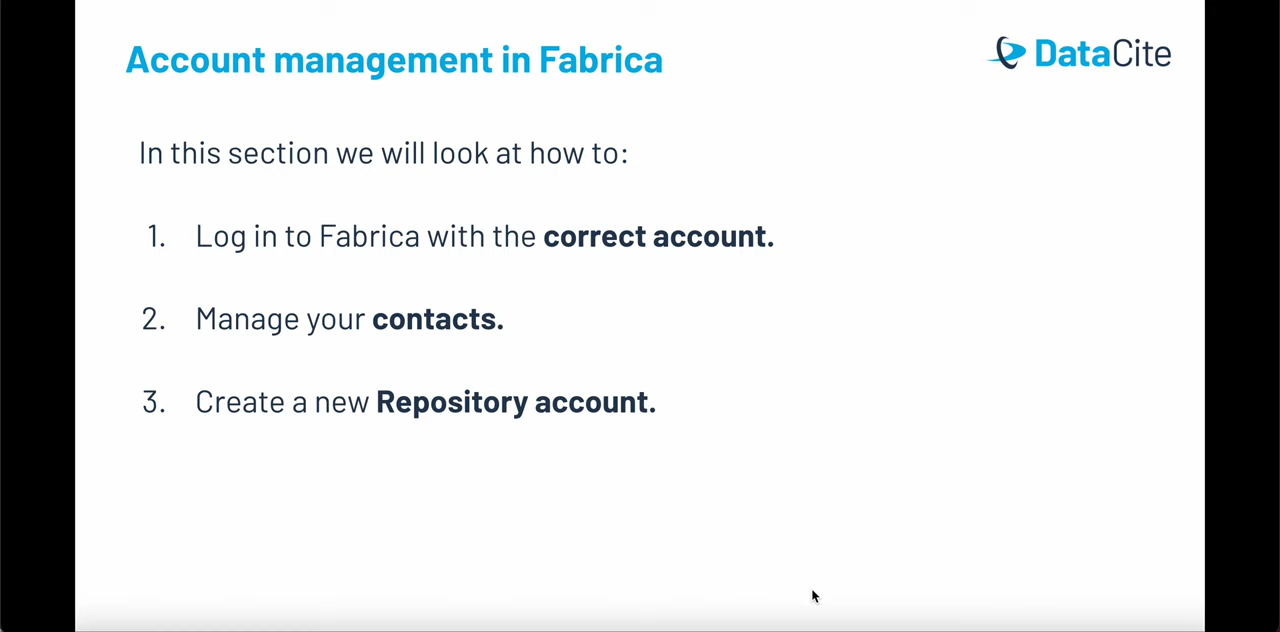 Account management in Fabrica
DataCite
In this section we will look at how to:
1. Log in to Fabrica with the correct account.
2. Manage your contacts.
3. Create a new Repository account.